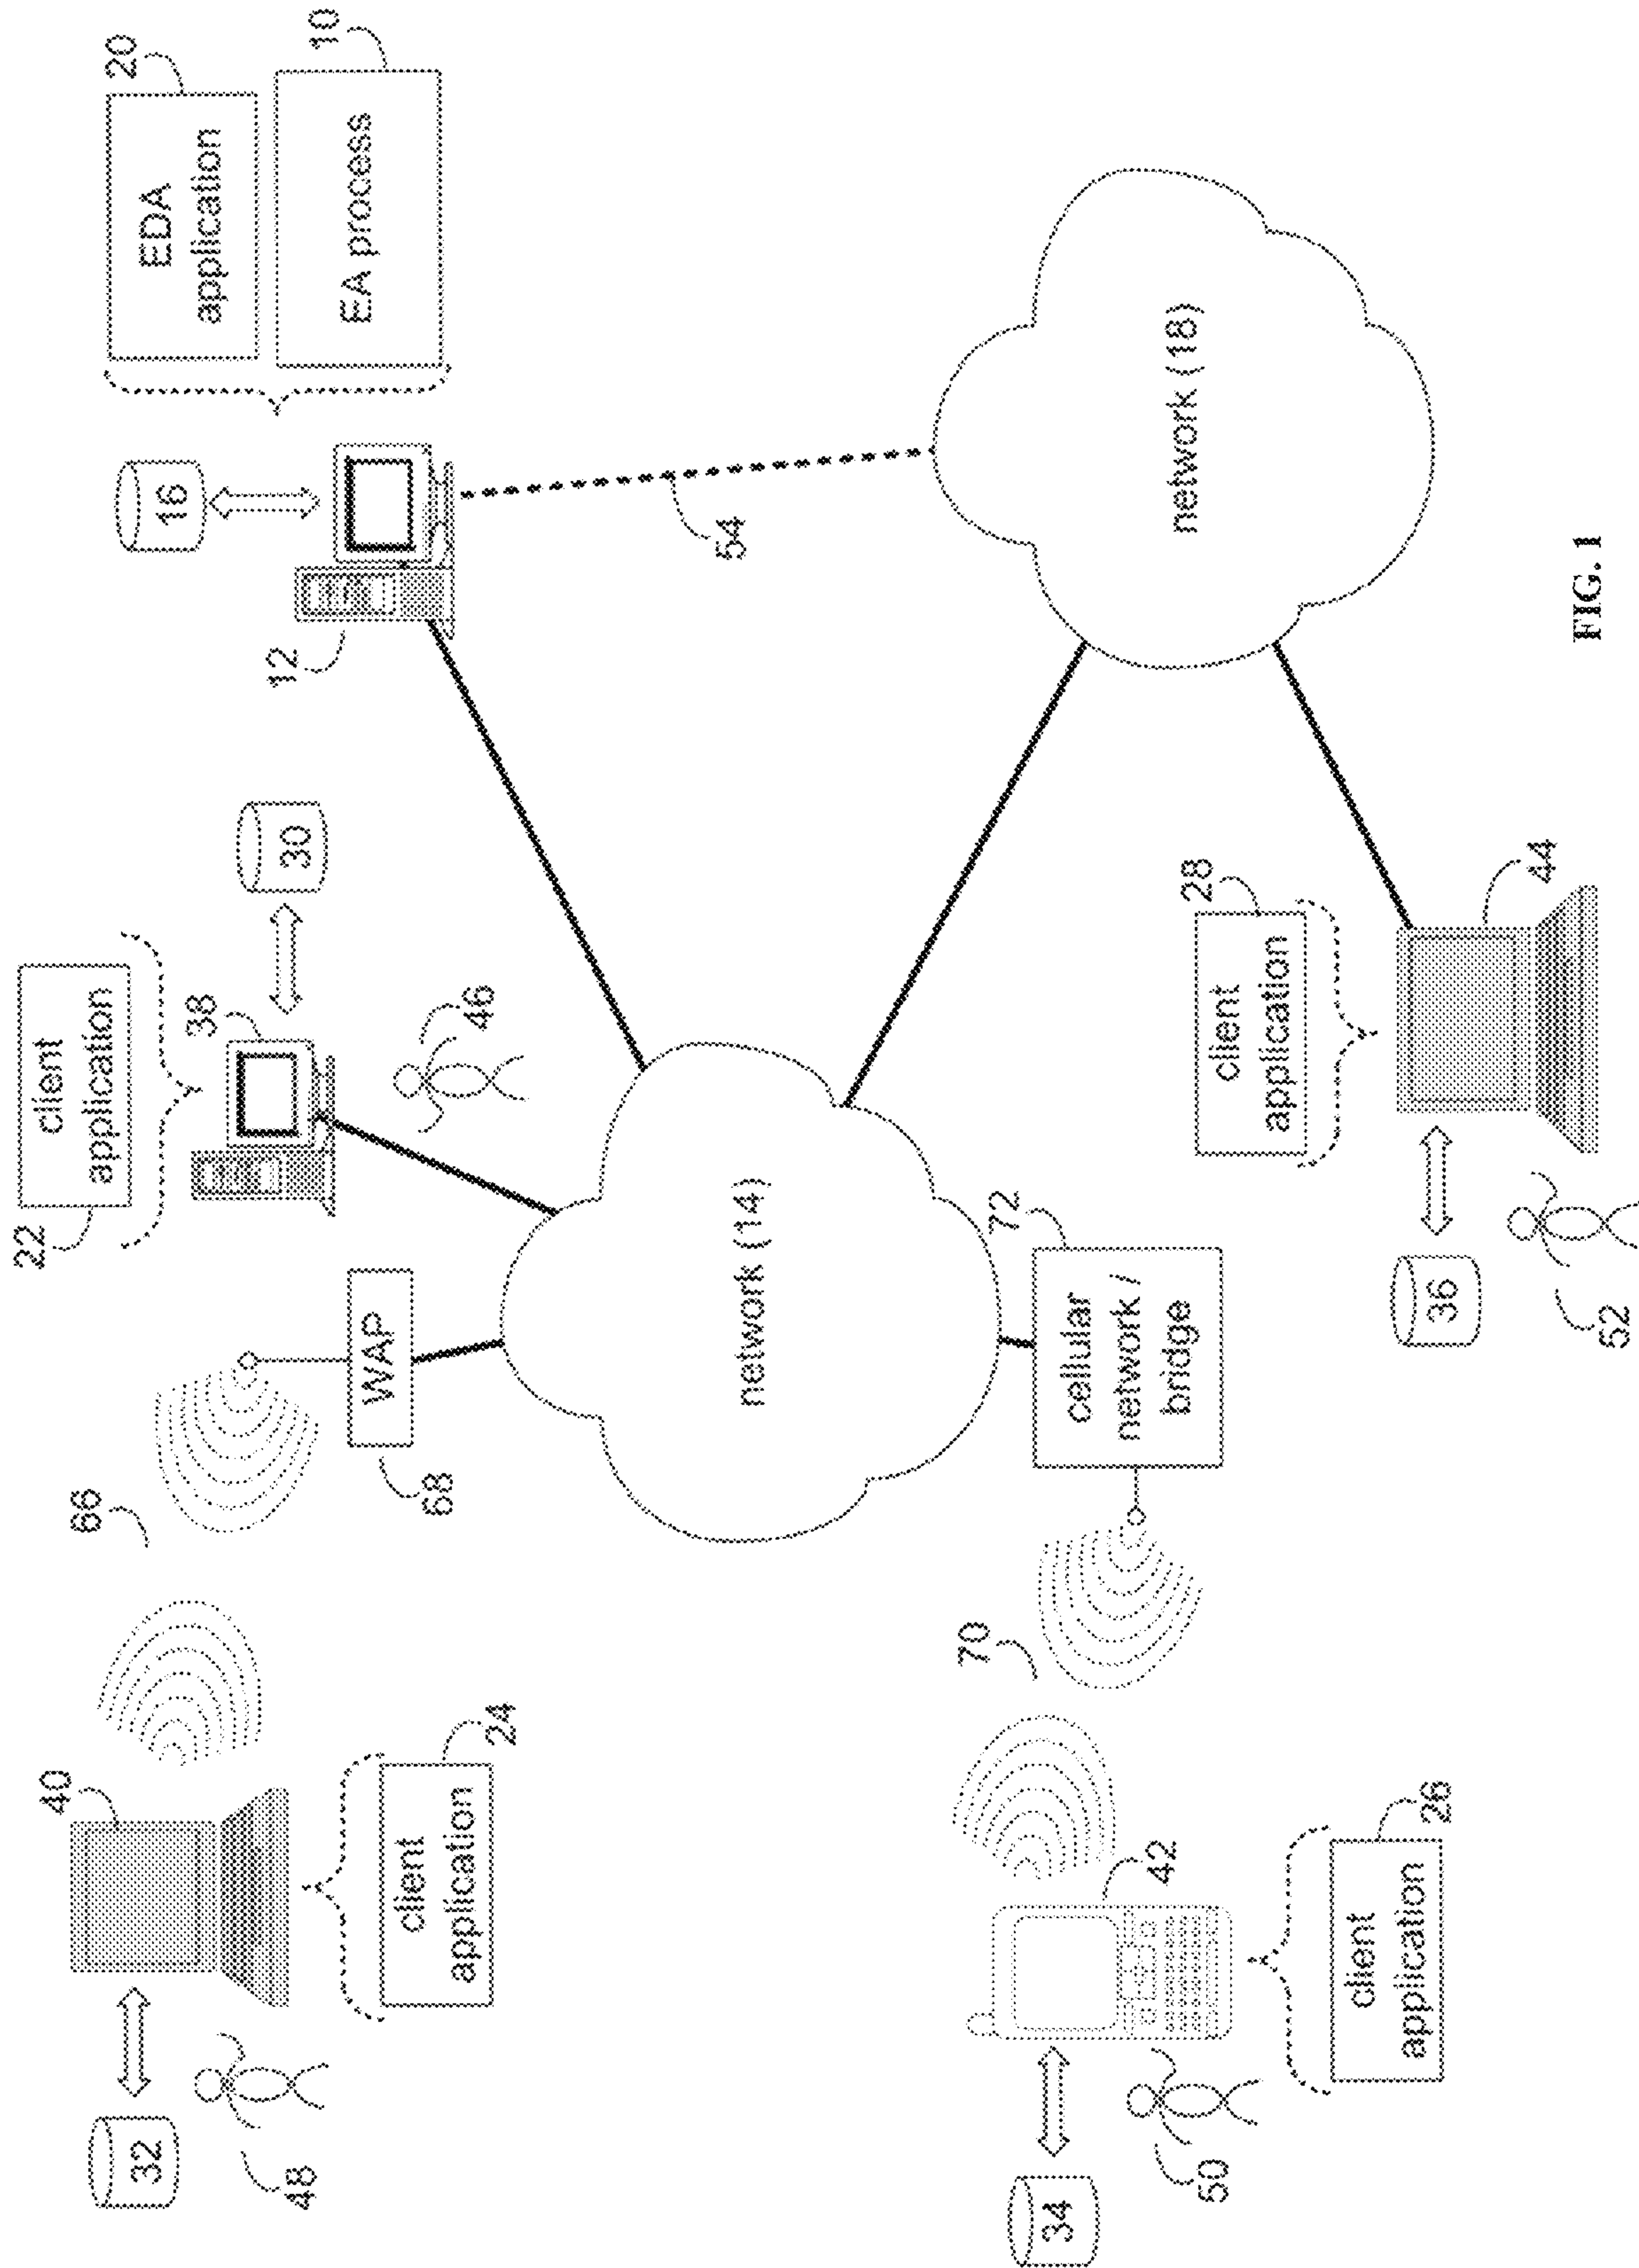 32
48
40
client
application
24
66
WAP
68
client
application
22
38
30
46
16
12
EDA
application
20
EA process
10
54
network (14)
network (18)
34
50
42
client
application
26
70
cellular
network /
bridge
72
client
application
28
36
52
44
FIG. 1